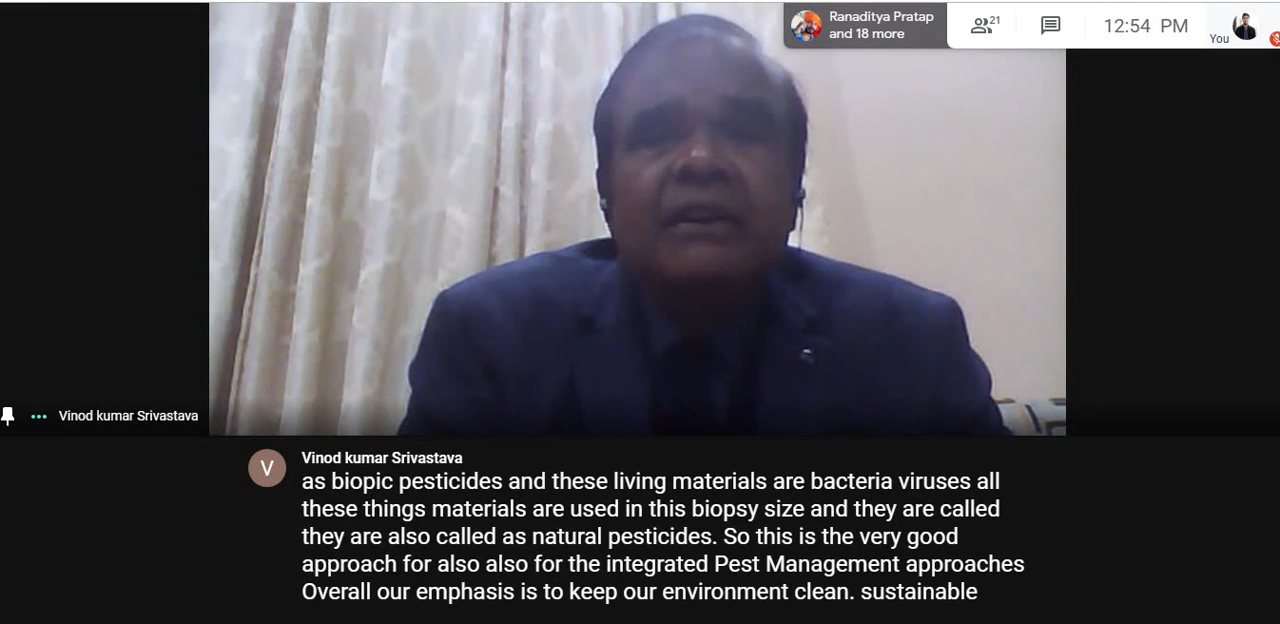 Ranaditya Pratap
and 18 more
21
12:54 PM
You
Vinod kumar Srivastava
V
Vinod kumar Srivastava
as biopic pesticides and these living materials are bacteria viruses all
these things materials are used in this biopsy size and they are called
they are also called as natural pesticides. So this is the very good
approach for also also for the integrated Pest Management approaches
Overall our emphasis is to keep our environment clean. sustainable